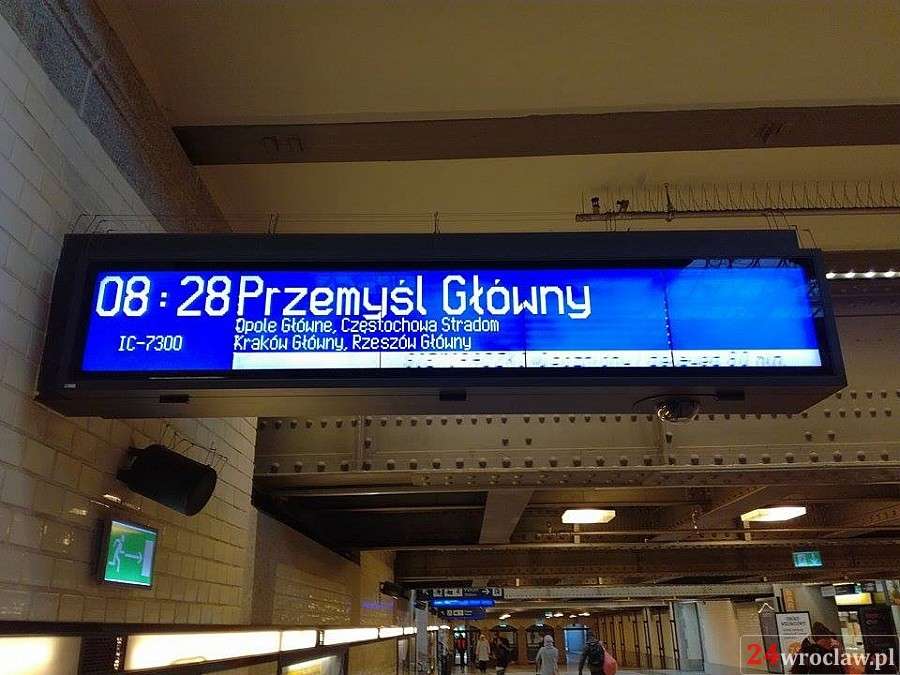 08:28 Przemyśl Główny
Opole Główne, Częstochowa Stradom
IC-7300 Kraków Główny, Rzeszów Główny
24wroclaw.pl